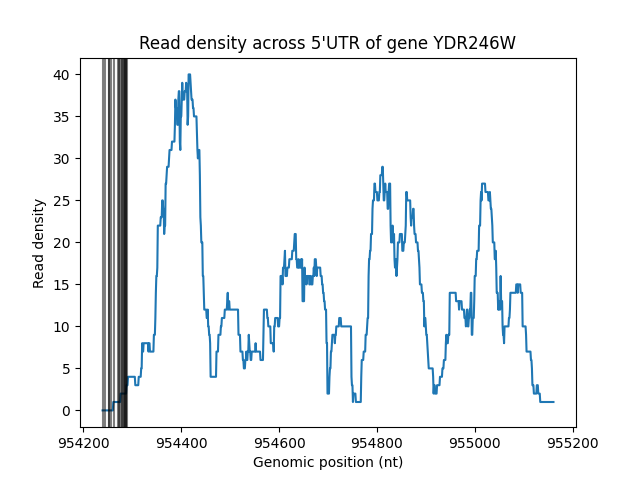 Read density across 5'UTR of gene YDR246W
40
35
30
25
20
15
10
5
0
Read density
954200 954400 954600 954800 955000 955200
Genomic position (nt)